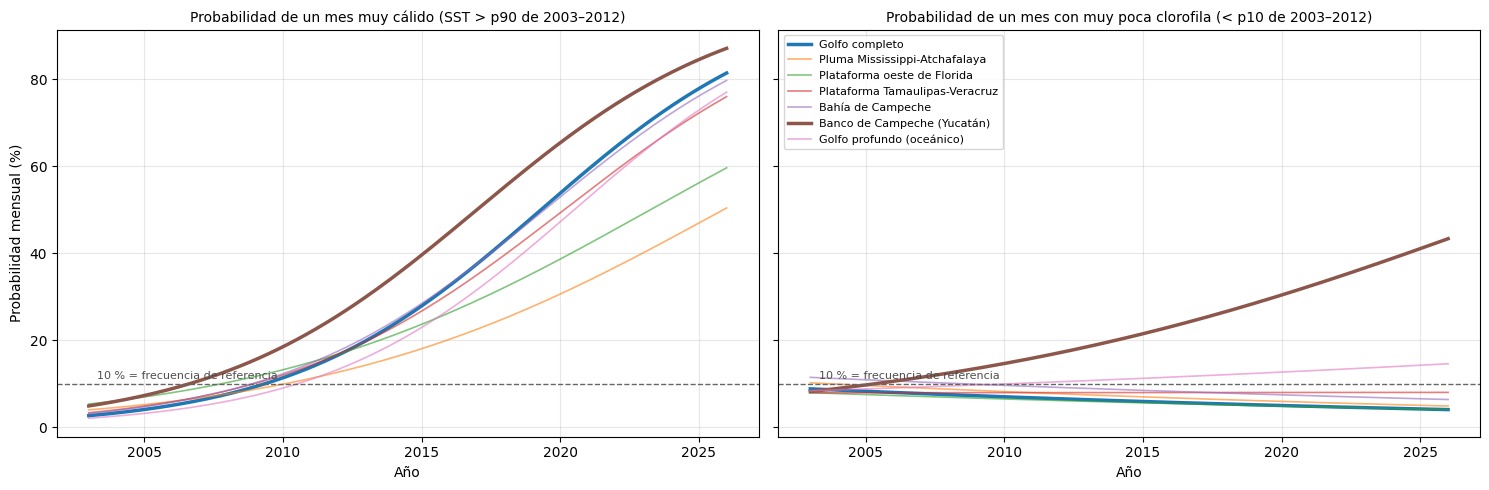 Probabilidad de un mes muy cálido (SST > p90 de 2003–2012)
Probabilidad mensual (%)
80
60
40
20
0
10 % = frecuencia de referencia
2005
2010
2015
2020
2025
Año
Probabilidad de un mes con muy poca clorofila (< p10 de 2003–2012)
Golfo completo
Pluma Mississippi-Atchafalaya
Plataforma oeste de Florida
Plataforma Tamaulipas-Veracruz
Bahía de Campeche
Banco de Campeche (Yucatán)
Golfo profundo (oceánico)
10 % = frecuencia de referencia
2005
2010
2015
2020
2025
Año